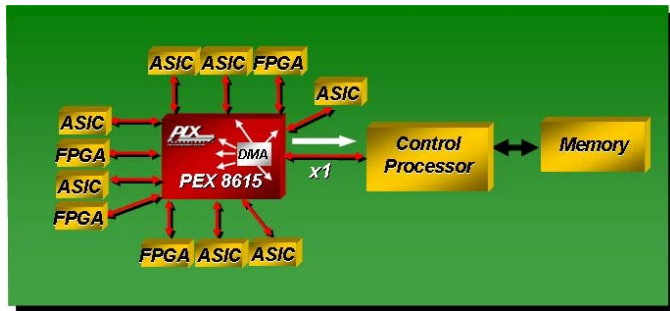 ASIC ASIC FPGA
ASIC
ASIC
FPGA
ASIC
FPGA
PLX
DMA
PEX 8615
x1
Control
Processor
Memory
FPGA ASIC ASIC